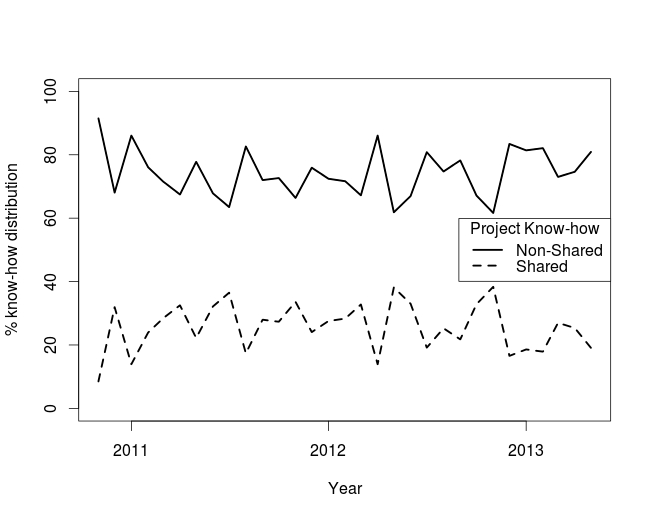 100
80
60
40
20
0
% know-how distribution
Project Know-how
Non-Shared
Shared
2011 2012 2013
Year